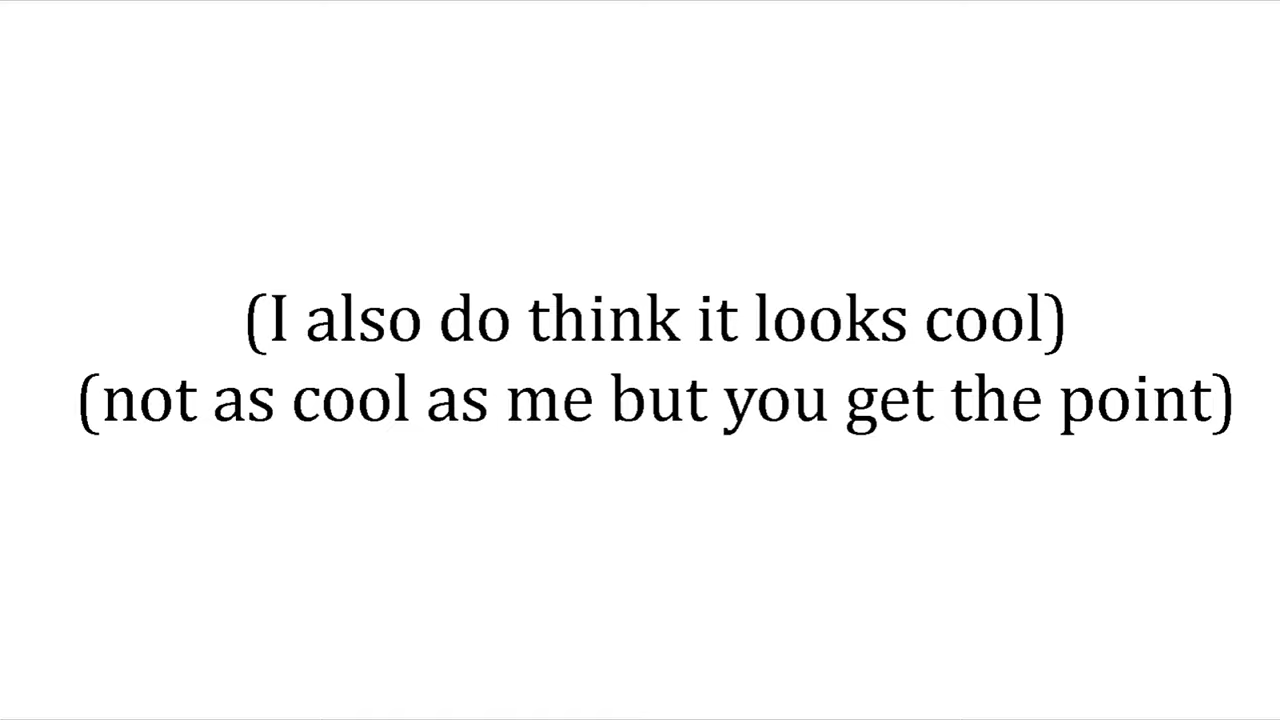 (I also do think it looks cool)
(not as cool as me but you get the point)